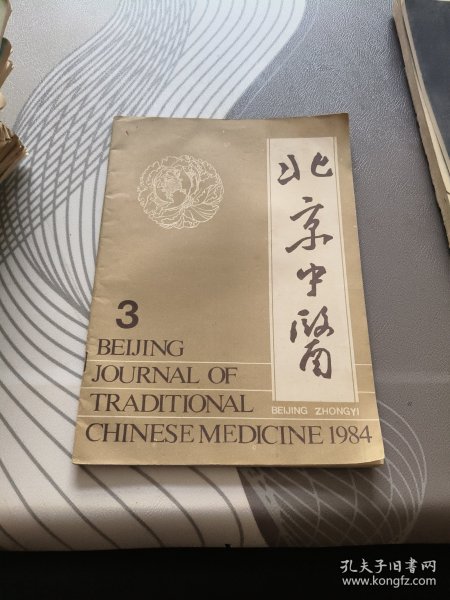 北京中醫
BEIJING ZHONGYI
3
BEIJING
JOURNAL OF
TRADITIONAL
CHINESE MEDICINE 1984
孔夫子旧书网
www.kongfz.com